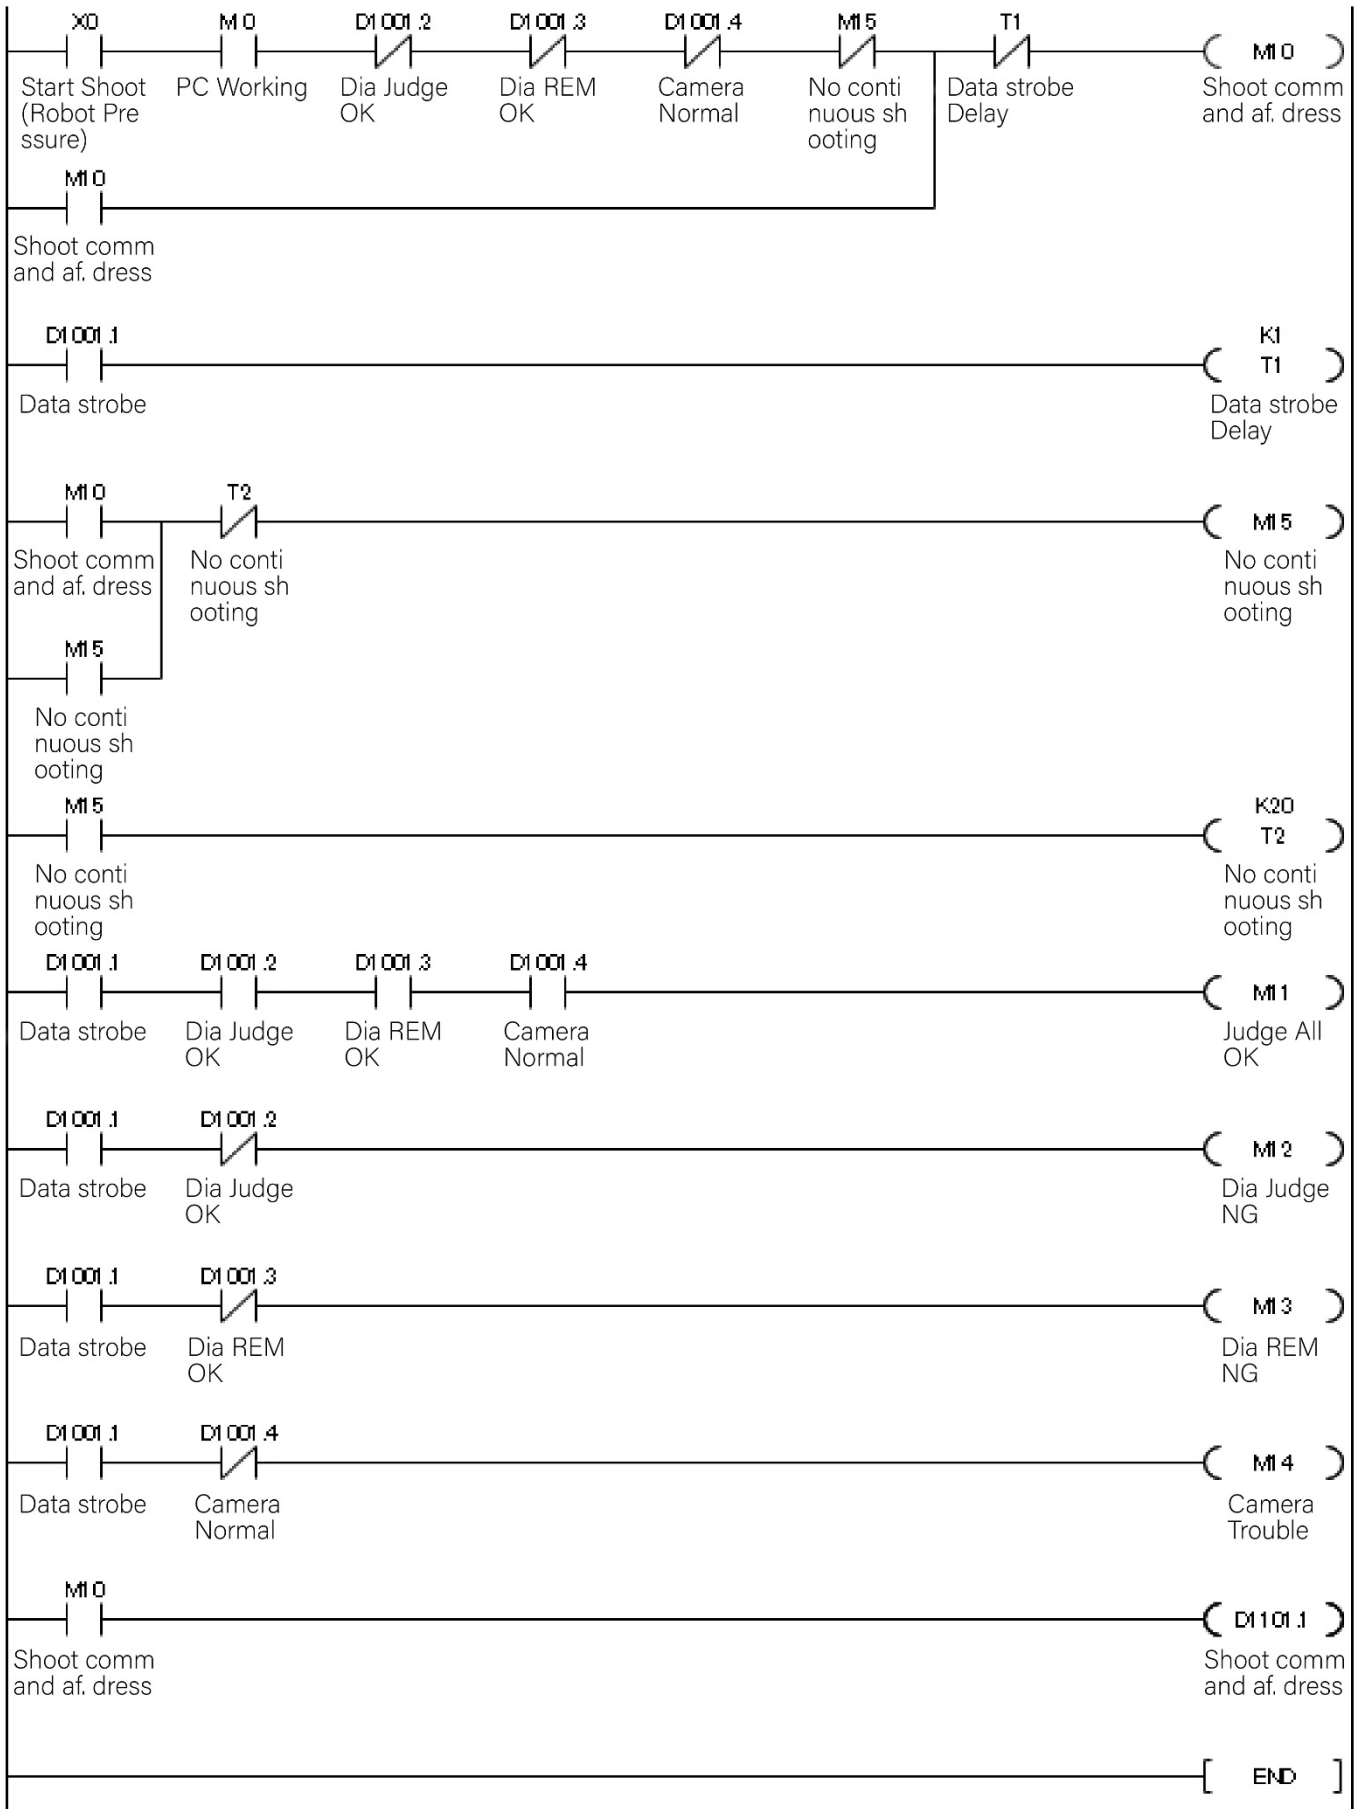 X0 M0 D1001.2 D1001.3 D1001.4 M15 T1
M10
Start Shoot PC Working Dia Judge Dia REM Camera No conti Data strobe Shoot comm
(Robot Pre OK OK Normal nuous sh Delay and af. dress
ssure) ooting
M10
Shoot comm
and af. dress
D1001.1 K1
T1
Data strobe Data strobe
Delay
M10 T2
M15
Shoot comm No conti No conti
and af. dress nuous sh nuous sh
ooting ooting
M15
No conti
nuous sh
ooting
M15 K20
T2
No conti No conti
nuous sh nuous sh
ooting ooting
D1001.1 D1001.2 D1001.3 D1001.4
M11
Data strobe Dia Judge Dia REM Camera Judge All
OK OK Normal OK
D1001.1 D1001.2
M12
Data strobe Dia Judge Dia Judge
OK NG
D1001.1 D1001.3
M13
Data strobe Dia REM Dia REM
OK NG
D1001.1 D1001.4
M14
Data strobe Camera Camera
Normal Trouble
M10
D1101.1
Shoot comm Shoot comm
and af. dress and af. dress
END